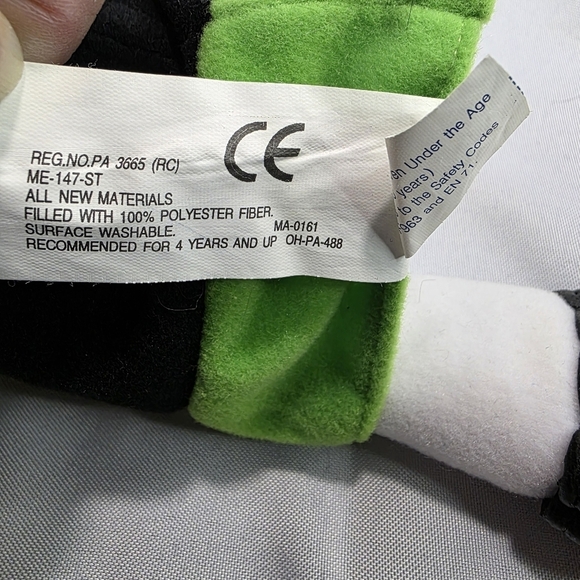 CE
REG.NO.PA 3665 (RC)
ME-147-ST
ALL NEW MATERIALS
FILLED WITH 100% POLYESTER FIBER.
SURFACE WASHABLE. MA-0161
RECOMMENDED FOR 4 YEARS AND UP OH-PA-488
en Under the Age
years)
to the Safety Codes
963 and EN 71.